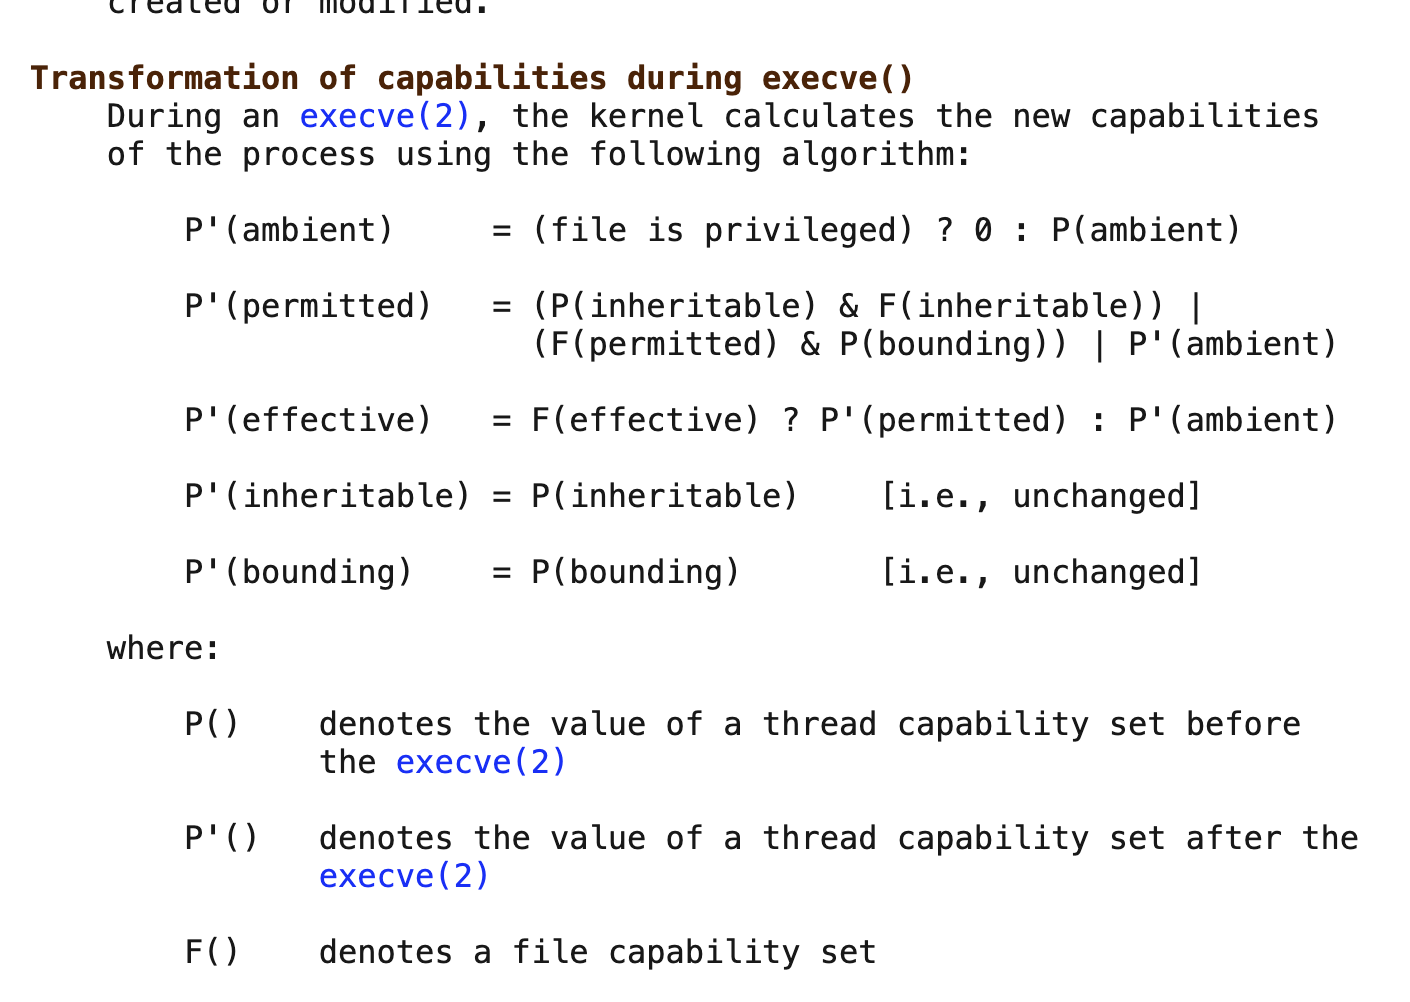 created or modified.
Transformation of capabilities during execve()
During an execve(2), the kernel calculates the new capabilities
of the process using the following algorithm:
P'(ambient)     = (file is privileged) ? 0 : P(ambient)
P'(permitted)   = (P(inheritable) & F(inheritable)) |
(F(permitted) & P(bounding)) | P'(ambient)
P'(effective)   = F(effective) ? P'(permitted) : P'(ambient)
P'(inheritable) = P(inheritable)    [i.e., unchanged]
P'(bounding)    = P(bounding)       [i.e., unchanged]
where:
P()    denotes the value of a thread capability set before
the execve(2)
P'()   denotes the value of a thread capability set after the
execve(2)
F()    denotes a file capability set